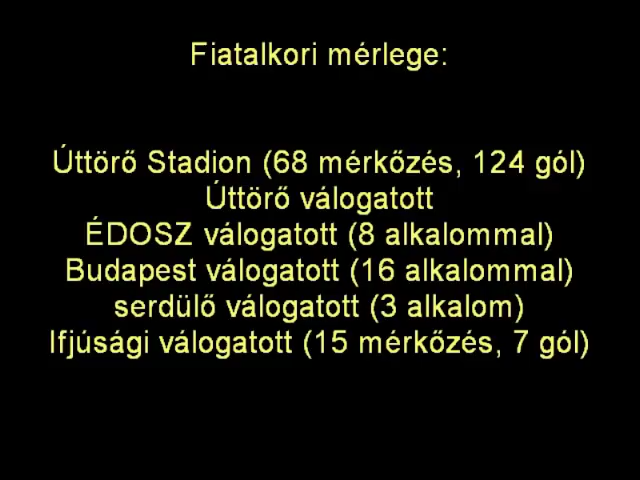 Fiatalkori mérlege:
Úttörő Stadion (68 mérkőzés, 124 gól)
Úttörő válogatott
ÉDOSZ válogatott (8 alkalommal)
Budapest válogatott (16 alkalommal)
serdülő válogatott (3 alkalom)
Ifjúsági válogatott (15 mérkőzés, 7 gól)